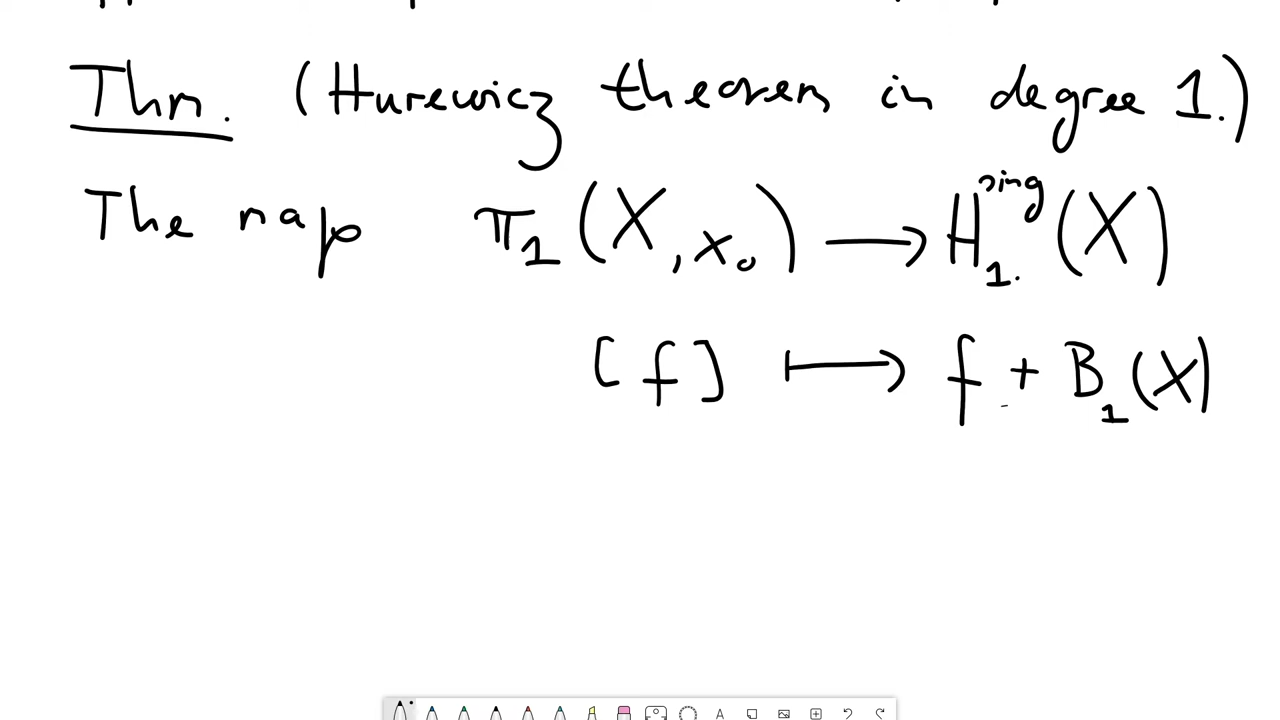 Thm. (Hurewicz theorem in degree 1.)
The map π₁(X, x₀) ⟶ H₁^sing(X)
[f] ⟼ f + B₁(X)